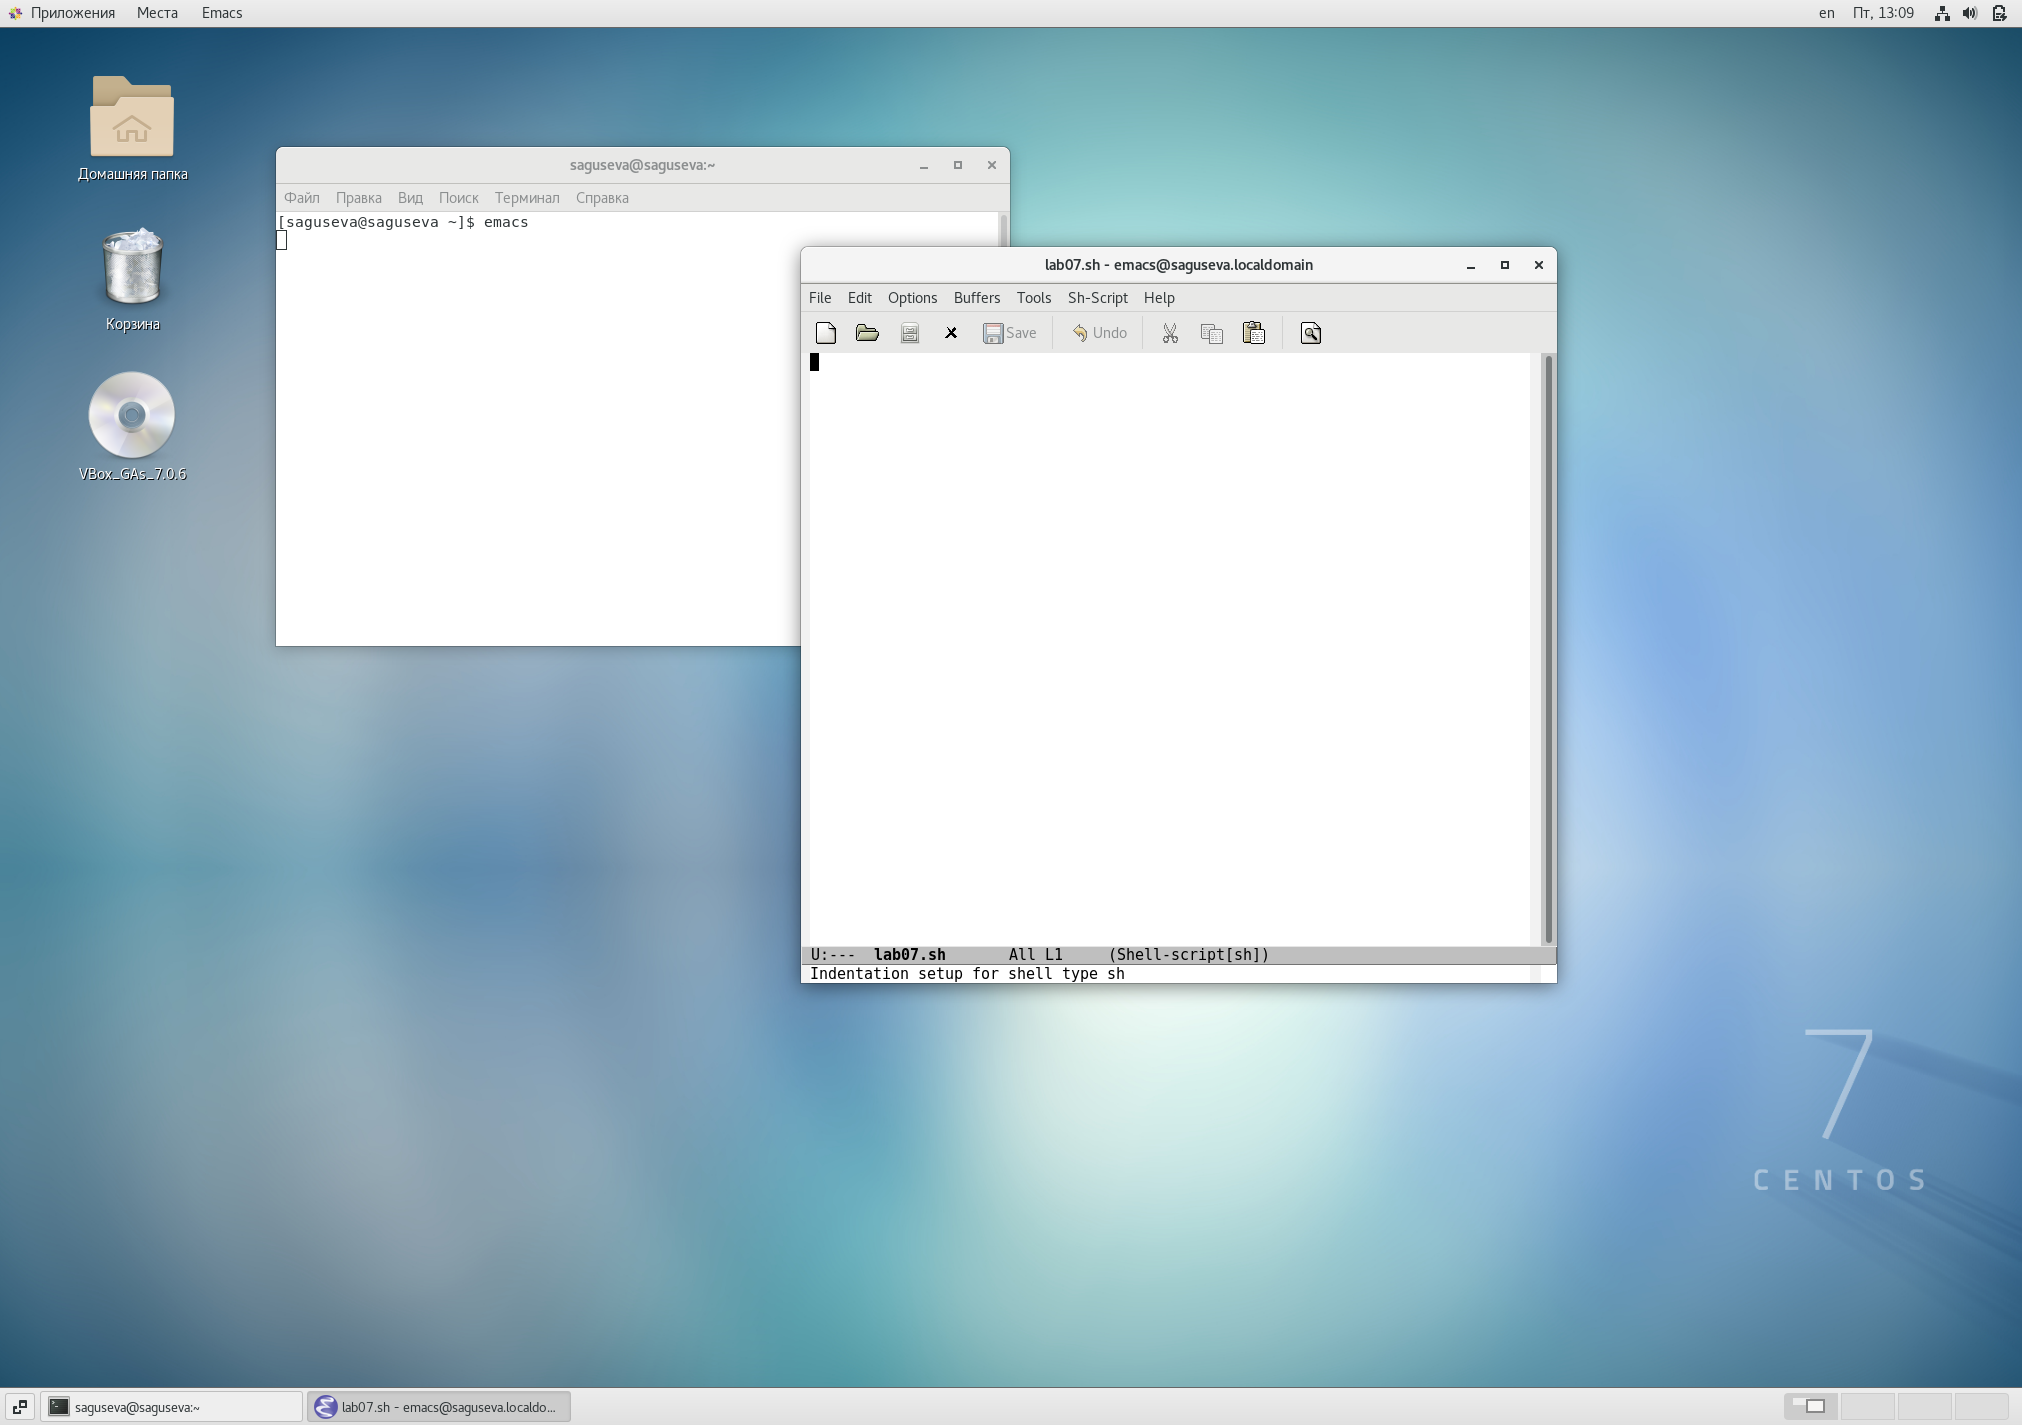 Приложения Места Emacs en Пт, 13:09
Домашняя папка
Корзина
VBox_GAs_7.0.6
saguseva@saguseva:~
Файл Правка Вид Поиск Терминал Справка
[saguseva@saguseva ~]$ emacs
lab07.sh - emacs@saguseva.localdomain
File Edit Options Buffers Tools Sh-Script Help
Save Undo
U:--- lab07.sh All L1 (Shell-script[sh])
Indentation setup for shell type sh
7
CENTOS
saguseva@saguseva:~ lab07.sh - emacs@saguseva.localdo...